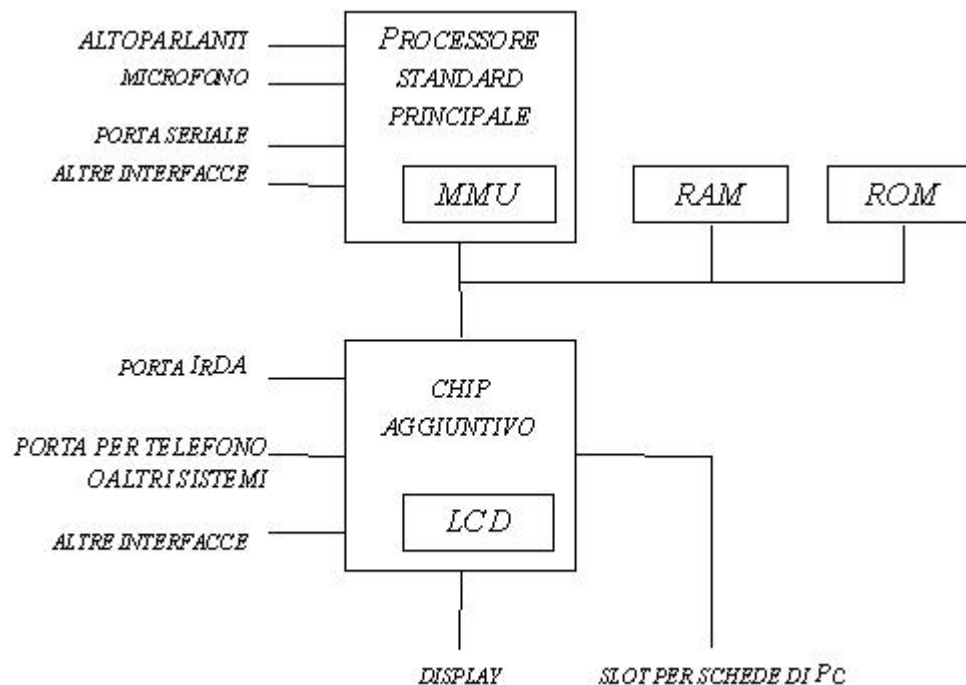 ALTOPARLANTI
MICROFONO
PORTA SERIALE
ALTRE INTERFACCE
PROCESSORE
STANDARD
PRINCIPALE
MMU
RAM
ROM
PORTA IRDA
PORTA PER TELEFONO
O ALTRI SISTEMI
ALTRE INTERFACCE
CHIP
AGGIUNTIVO
LCD
DISPLAY
SLOT PER SCHEDE DI PC